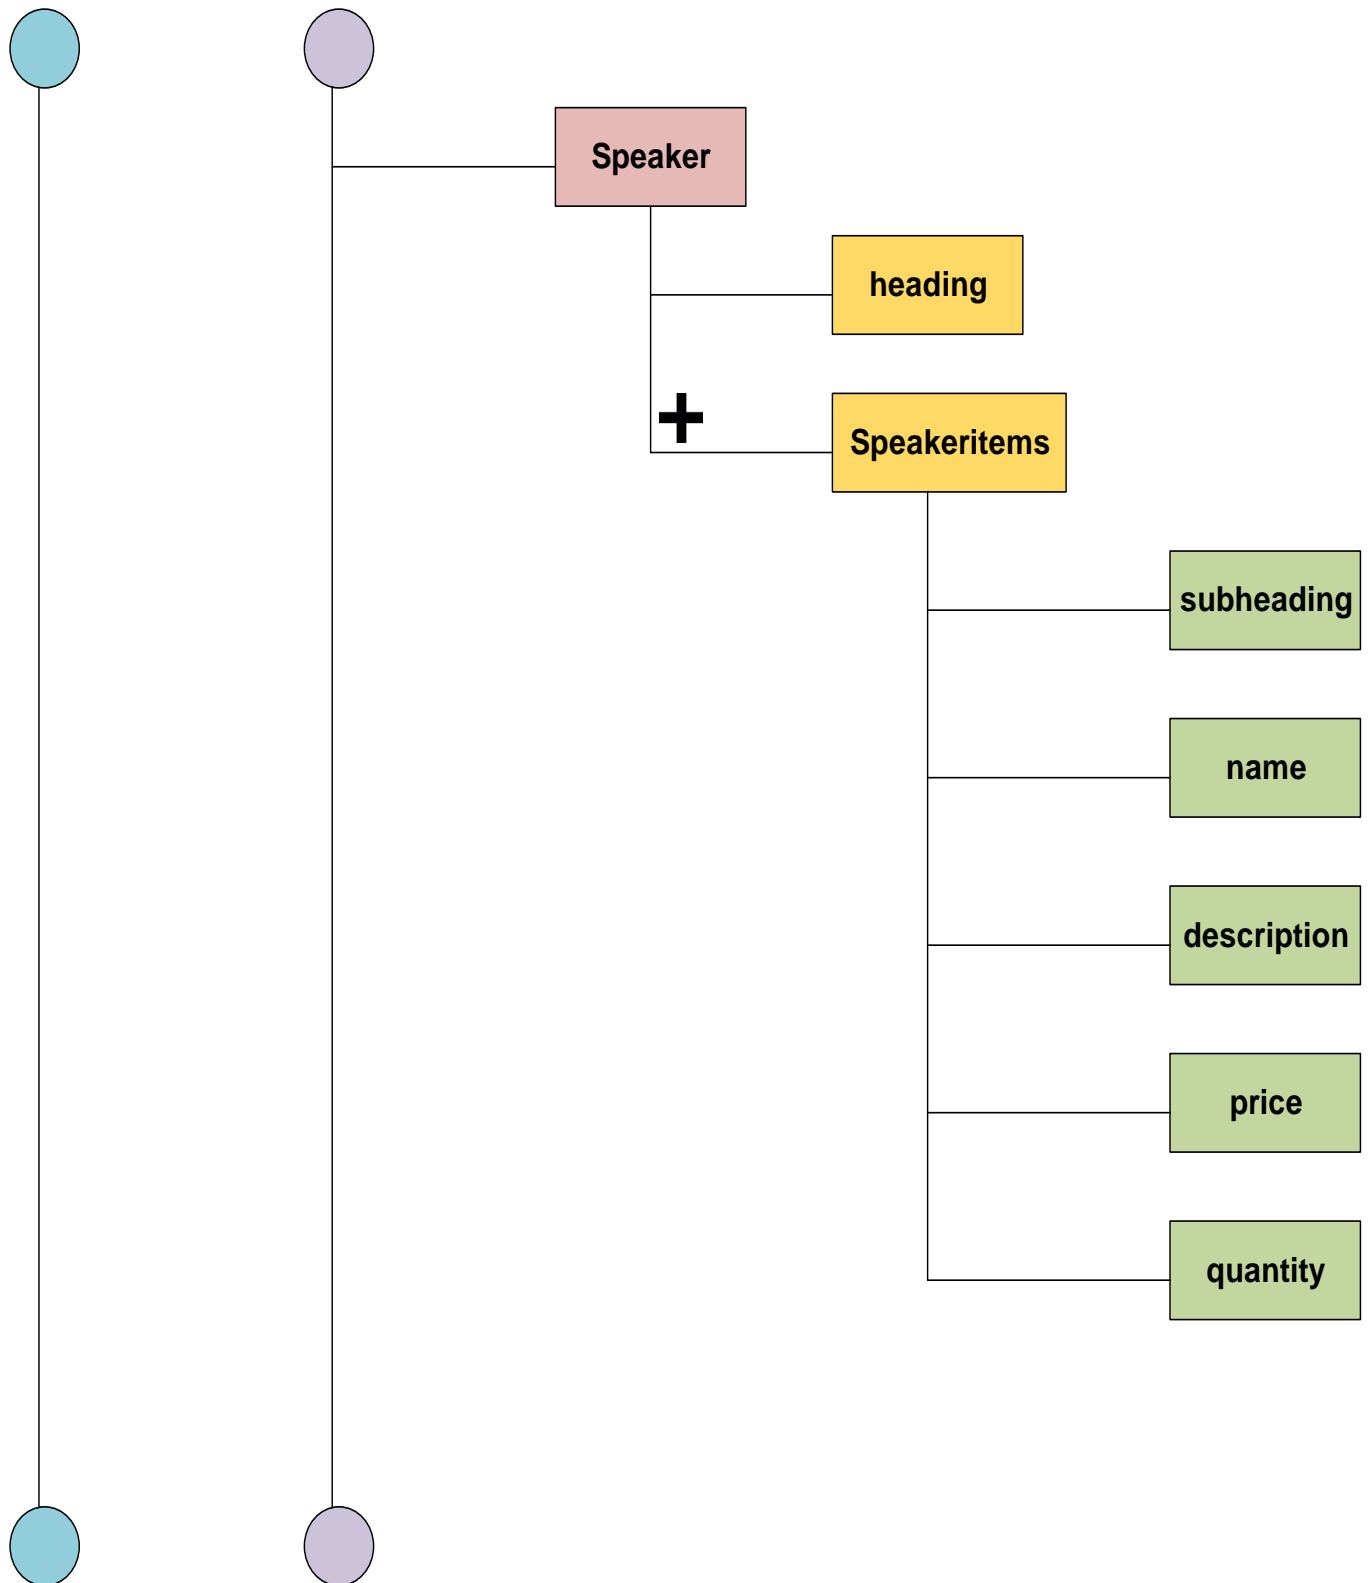 Speaker
heading
+
Speakeritems
subheading
name
description
price
quantity